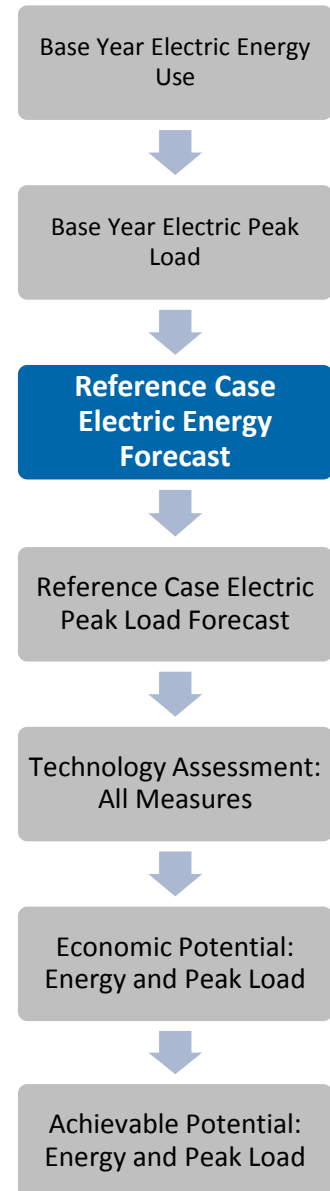 Base Year Electric Energy
Use
Base Year Electric Peak
Load
Reference Case
Electric Energy
Forecast
Reference Case Electric
Peak Load Forecast
Technology Assessment:
All Measures
Economic Potential:
Energy and Peak Load
Achievable Potential:
Energy and Peak Load